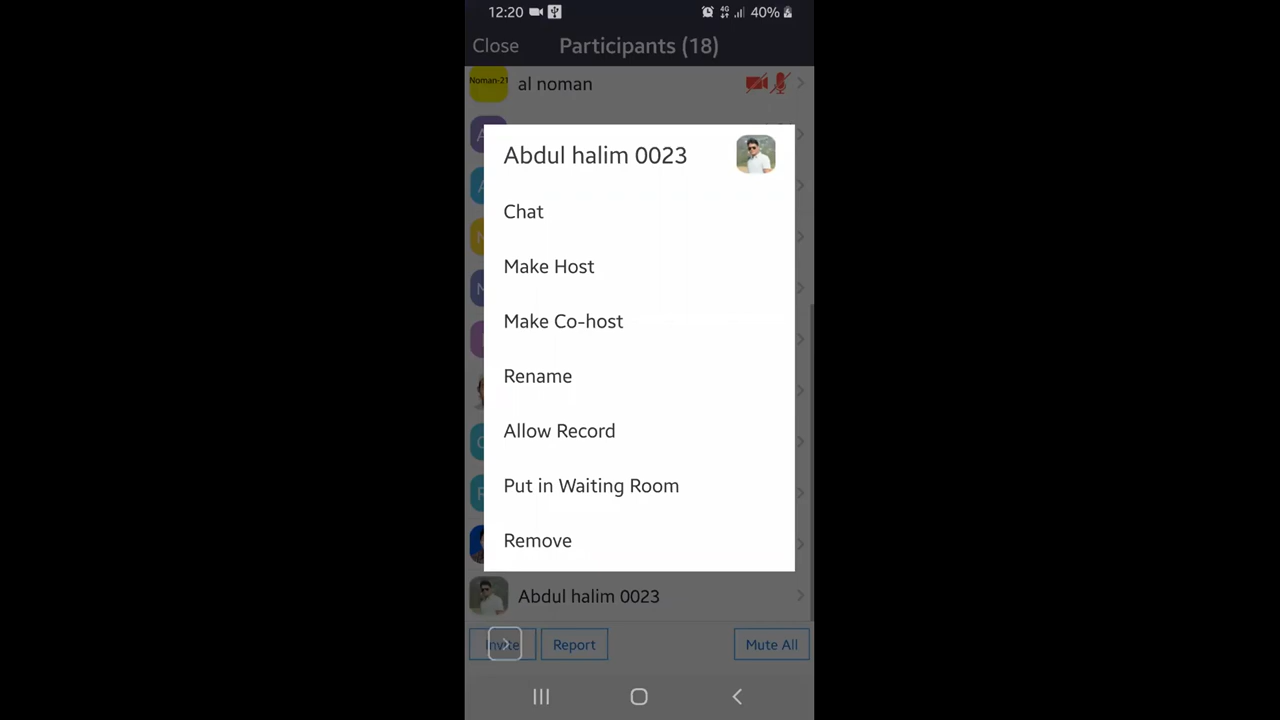 12:20 4G 40%
Close Participants (18)
Noman-21 al noman
Abdul halim 0023
Chat
Make Host
Make Co-host
Rename
Allow Record
Put in Waiting Room
Remove
Abdul halim 0023
Invite Report Mute All